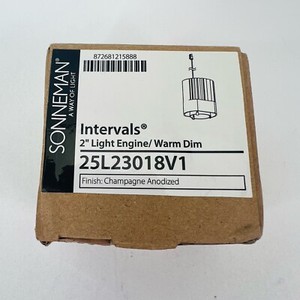 SONNEMAN®
A WAY OF LIGHT
872681215888
Intervals®
2" Light Engine/ Warm Dim
25L23018V1
Finish: Champagne Anodized